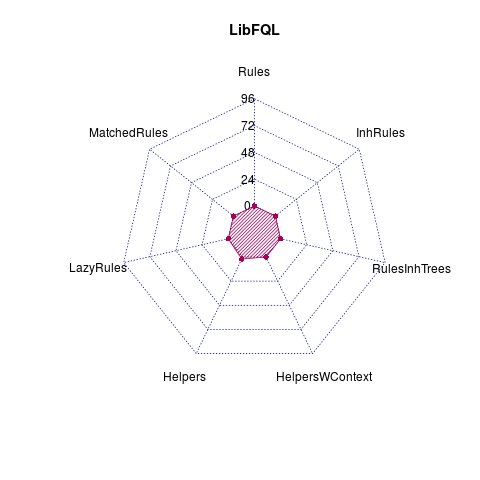 LibFQL
Rules
96
MatchedRules
72
InhRules
48
24
0
LazyRules
RulesInhTrees
Helpers
HelpersWContext